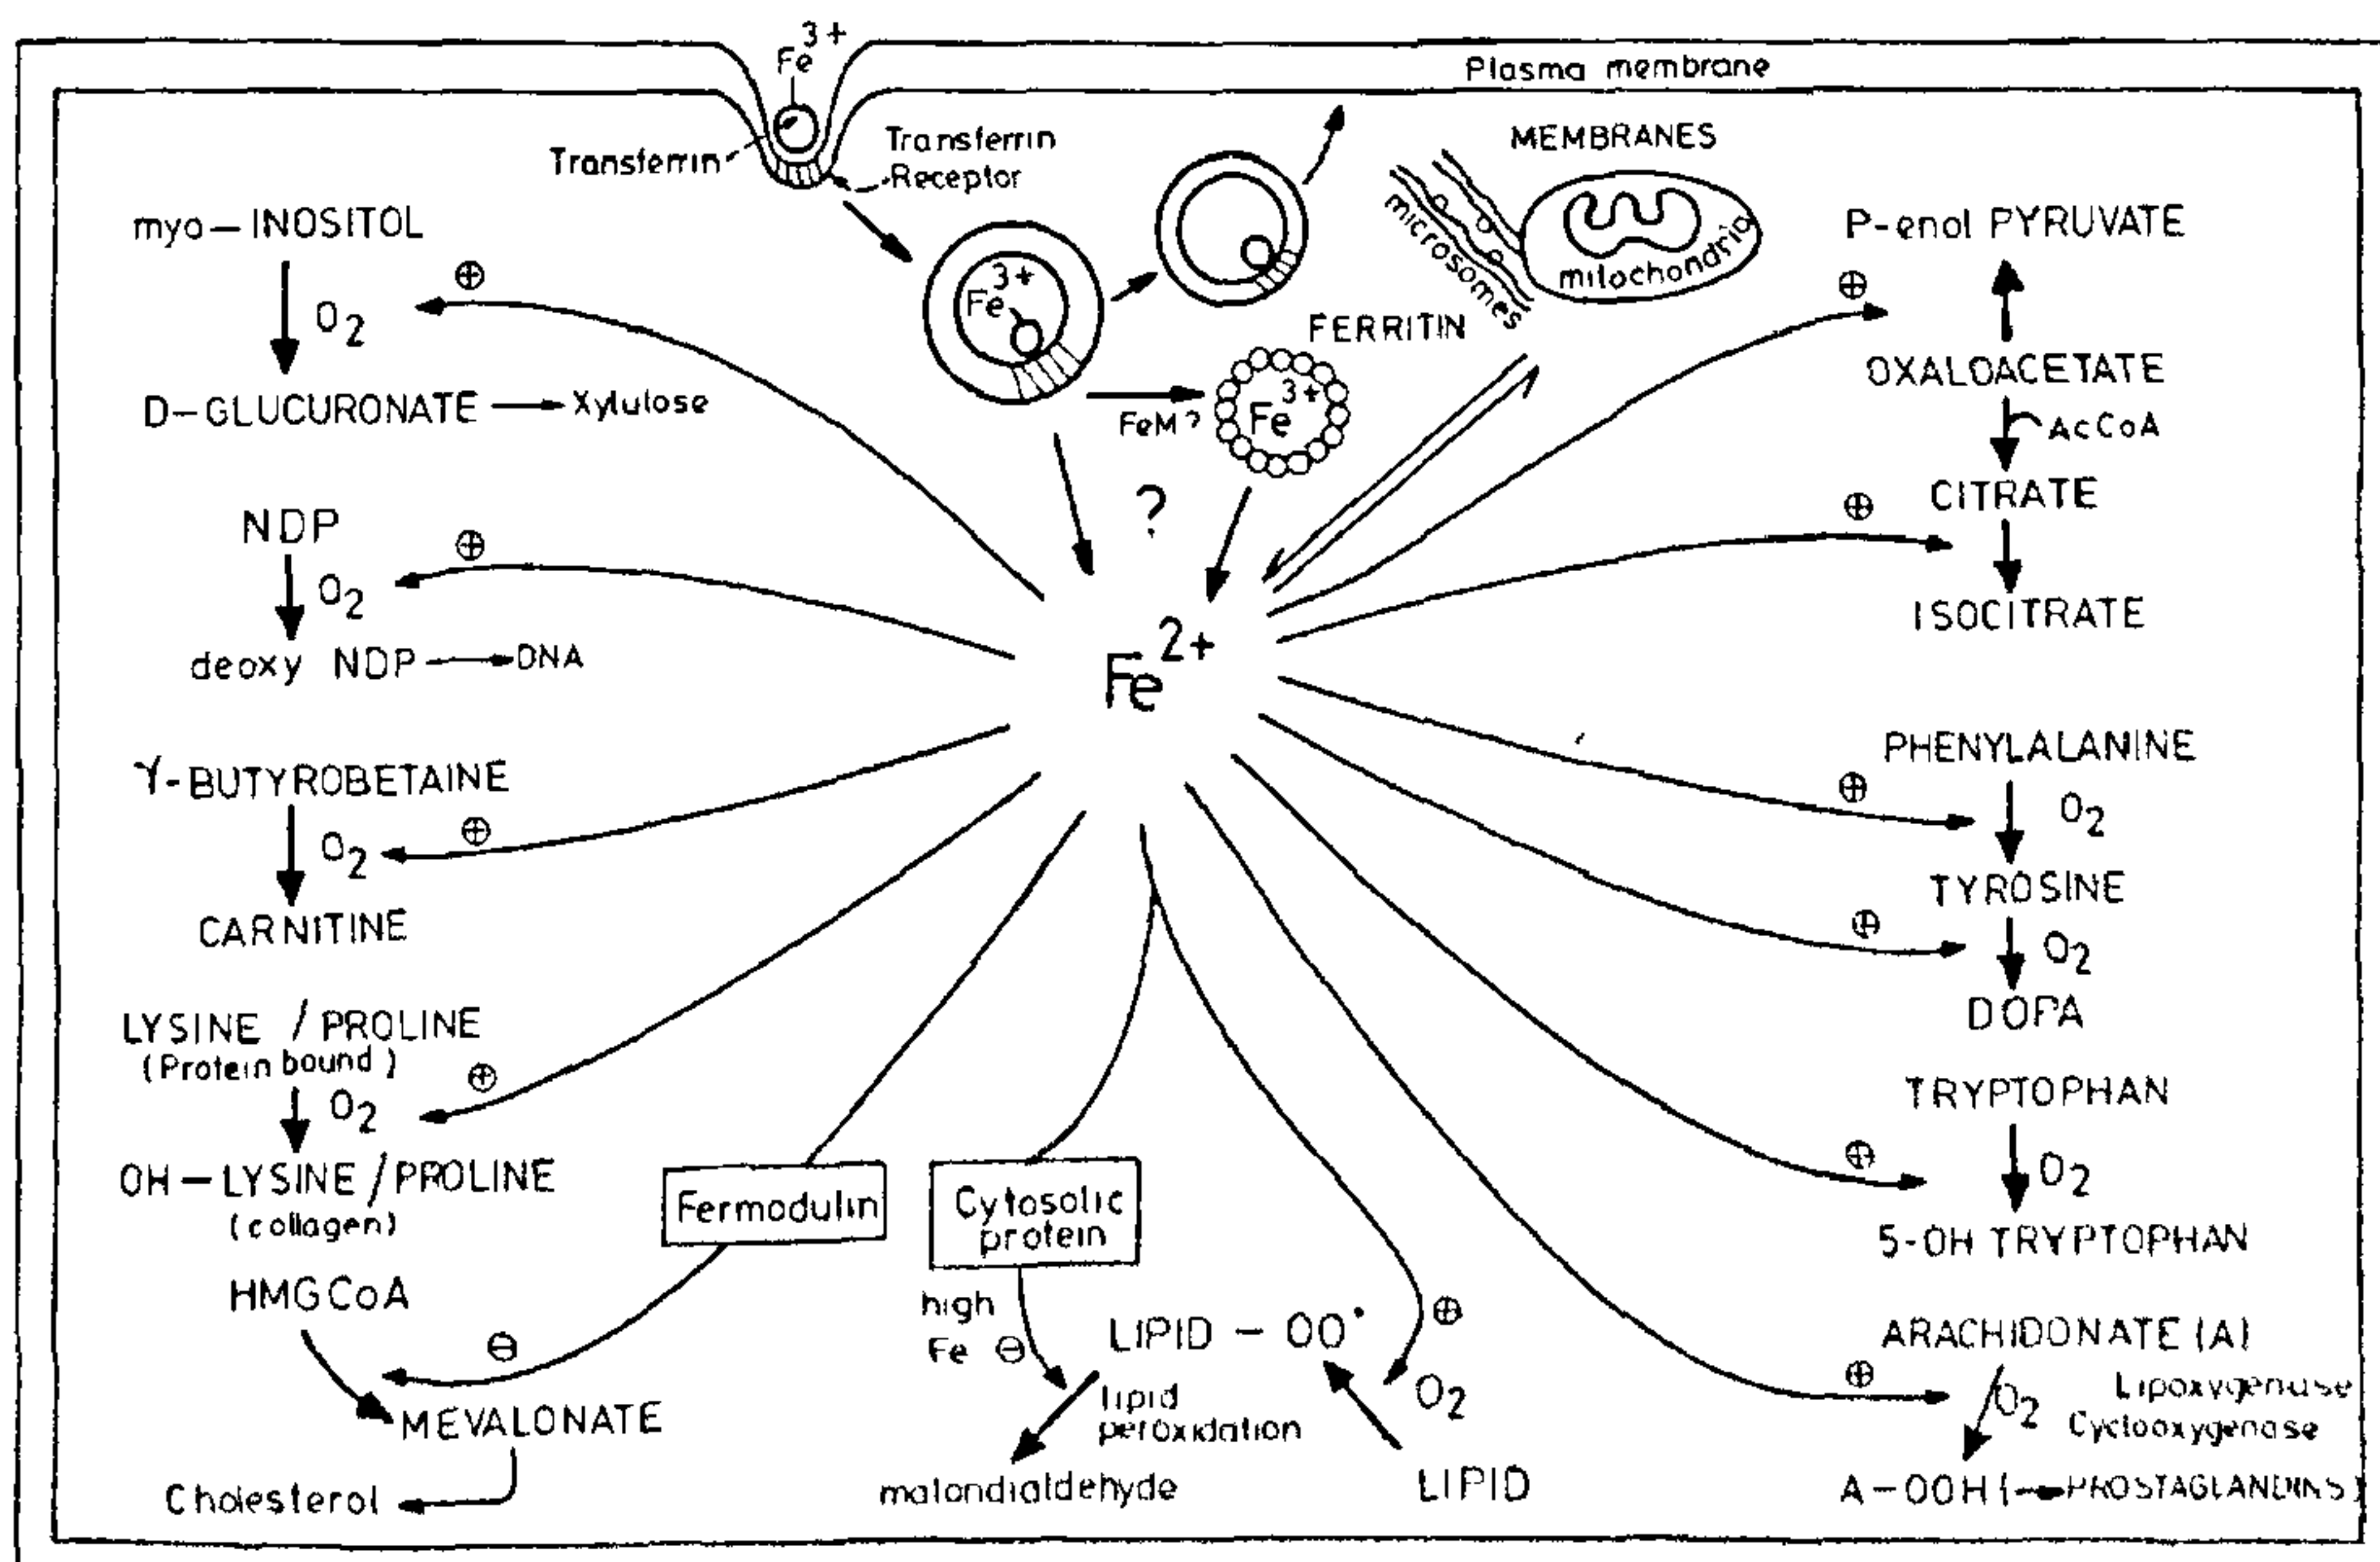 Fe3+
Plasma membrane
Transferrin
Transferrin
Receptor
MEMBRANES
microsomes
milochondria
myo-INOSITOL
⊕
O2
D-GLUCURONATE → Xylulose
Fe3+
FERRITIN
FeM?
Fe3+
?
P-enol PYRUVATE
⊕
OXALOACETATE
AcCoA
CITRATE
⊕
ISOCITRATE
NDP
⊕
O2
deoxy NDP → DNA
Fe2+
γ-BUTYROBETAINE
⊕
O2
CARNITINE
PHENYLALANINE
⊕
O2
TYROSINE
⊕
O2
DOPA
LYSINE / PROLINE
(Protein bound)
⊕
O2
OH-LYSINE / PROLINE
(collagen)
TRYPTOPHAN
⊕
O2
5-OH TRYPTOPHAN
Fermodulin
Cytosolic
protein
HMGCoA
⊖
MEVALONATE
Cholesterol
high
Fe ⊖
LIPID - OO•
⊕
O2
lipid
peroxidation
malondialdehyde
LIPID
ARACHIDONATE (A)
⊕
O2
Lipoxygenase
Cyclooxygenase
A-OOH (→PROSTAGLANDINS)